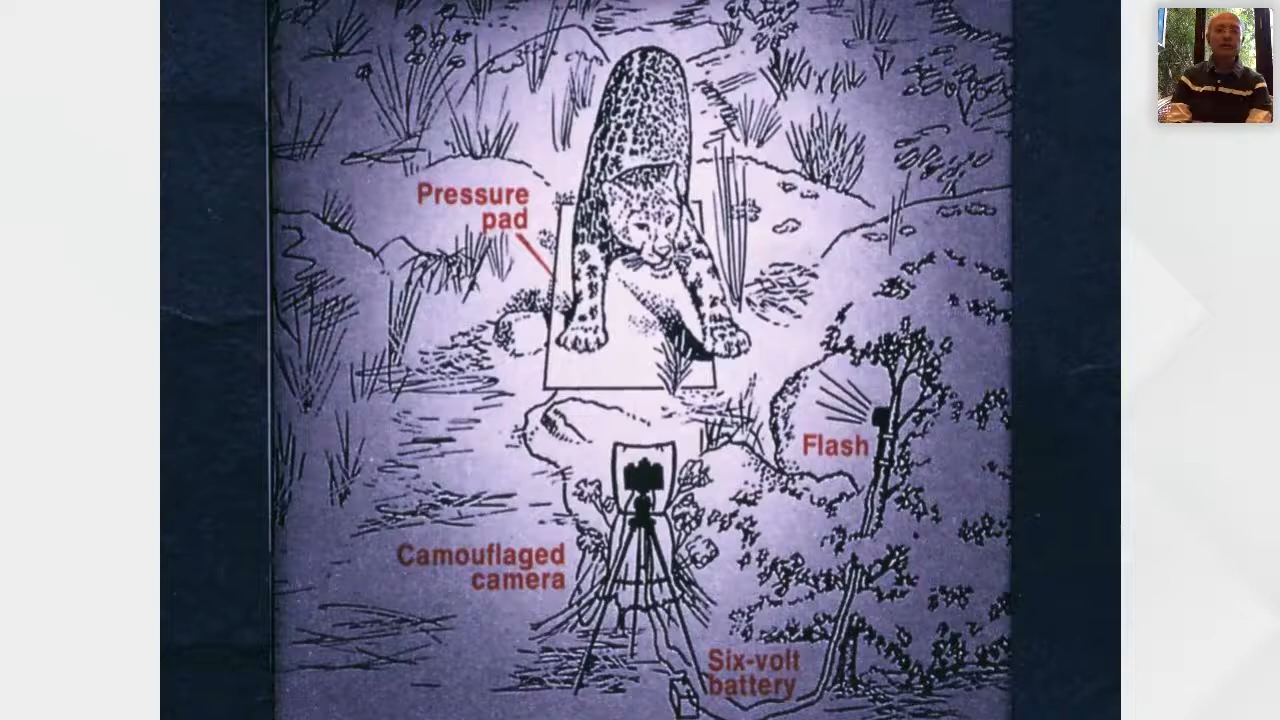 Pressure
pad
Flash
Camouflaged
camera
Six-volt
battery